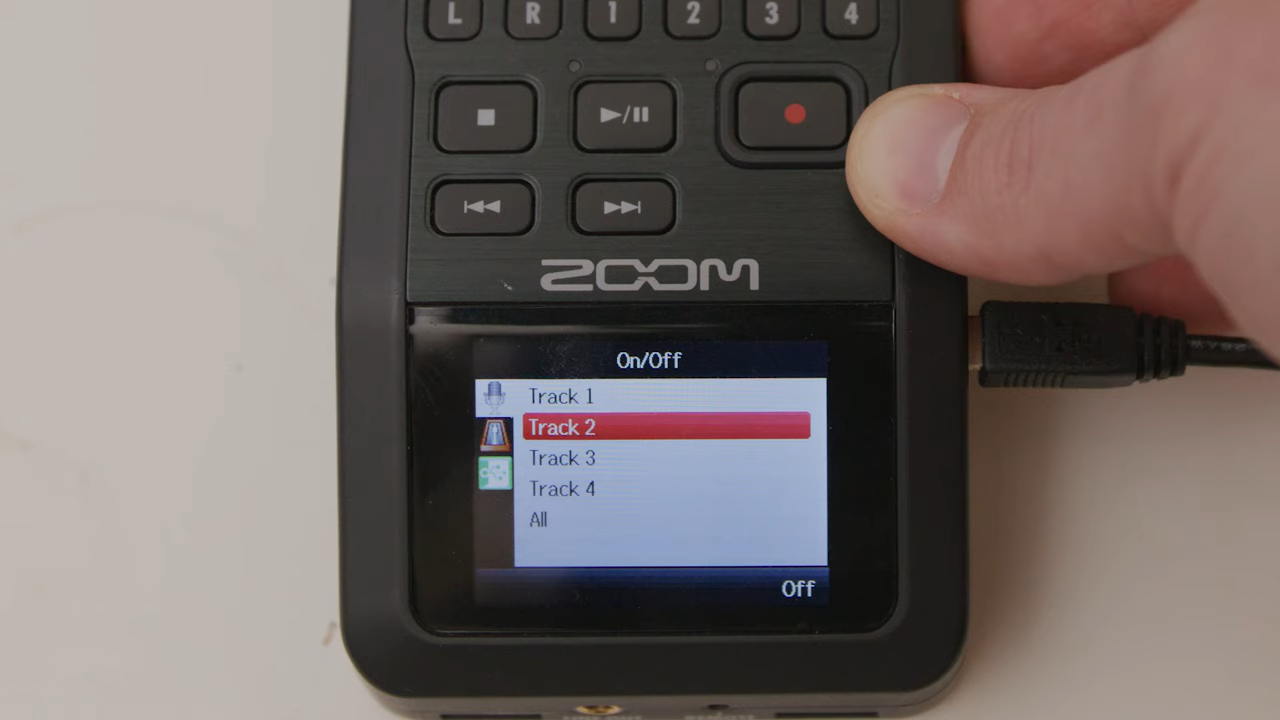 L R 1 2 3 4
ZOOM
On/Off
Track 1
Track 2
Track 3
Track 4
All
Off